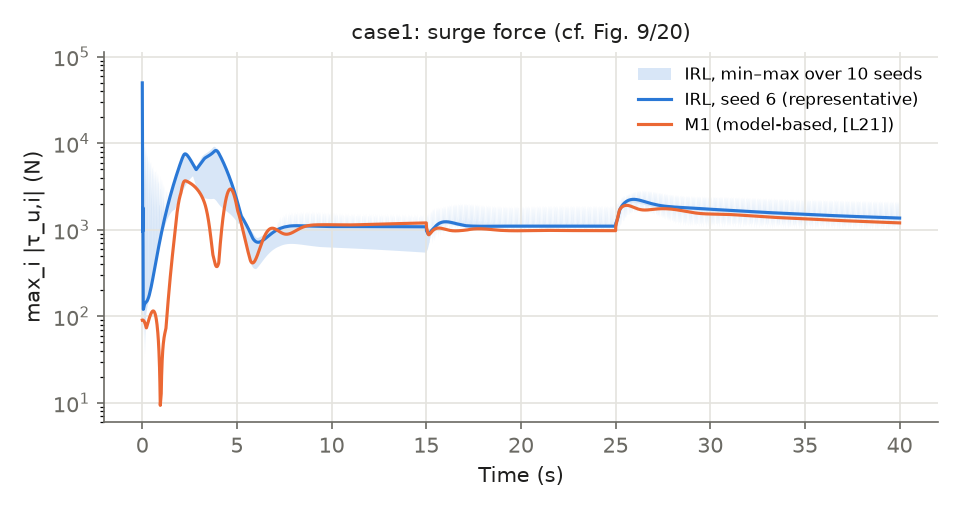 case1: surge force (cf. Fig. 9/20)
IRL, min–max over 10 seeds
IRL, seed 6 (representative)
M1 (model-based, [L21])
max_i |τ_u,i| (N)
10^5
10^4
10^3
10^2
10^1
0 5 10 15 20 25 30 35 40
Time (s)